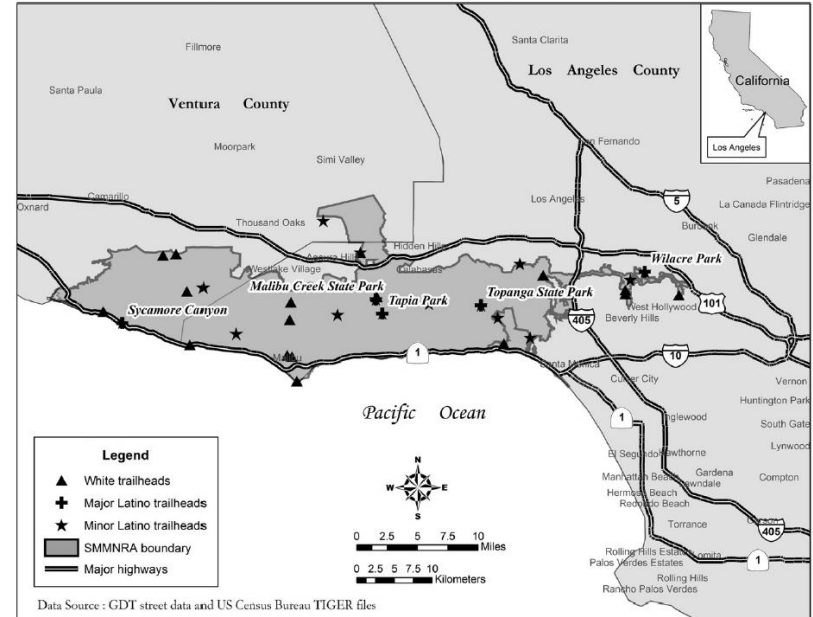 Santa Clarita
Fillmore
Los Angeles County
California
Santa Paula
Ventura County
Los Angeles
Moorpark
San Fernando
Simi Valley
Pasadena
Camarillo
Los Angeles
5
La Canada Flintridge
Oxnard
Thousand Oaks
Burbank
Glendale
Hidden Hills
Agoura Hills
Wilacre Park
Westlake Village
Calabasas
Malibu Creek State Park
Topanga State Park
Tapia Park
West Hollywood
101
Sycamore Canyon
Beverly Hills
405
1
10
Malibu
Santa Monica
Culver City
Vernon
Huntington Park
Pacific Ocean
1
Inglewood
South Gate
Lynwood
El Segundo
Hawthorne
Legend
N
W
E
S
White trailheads
Major Latino trailheads
Minor Latino trailheads
SMMNRA boundary
Major highways
Manhattan Beach
Gardena
Compton
Lawndale
Hermosa Beach
Redondo Beach
Torrance
Carson
405
0 2.5 5 7.5 10
Miles
0 2.5 5 7.5 10
Kilometers
Rolling Hills Estates
Lomita
1
Palos Verdes Estates
Rolling Hills
Rancho Palos Verdes
Data Source : GDT street data and US Census Bureau TIGER files